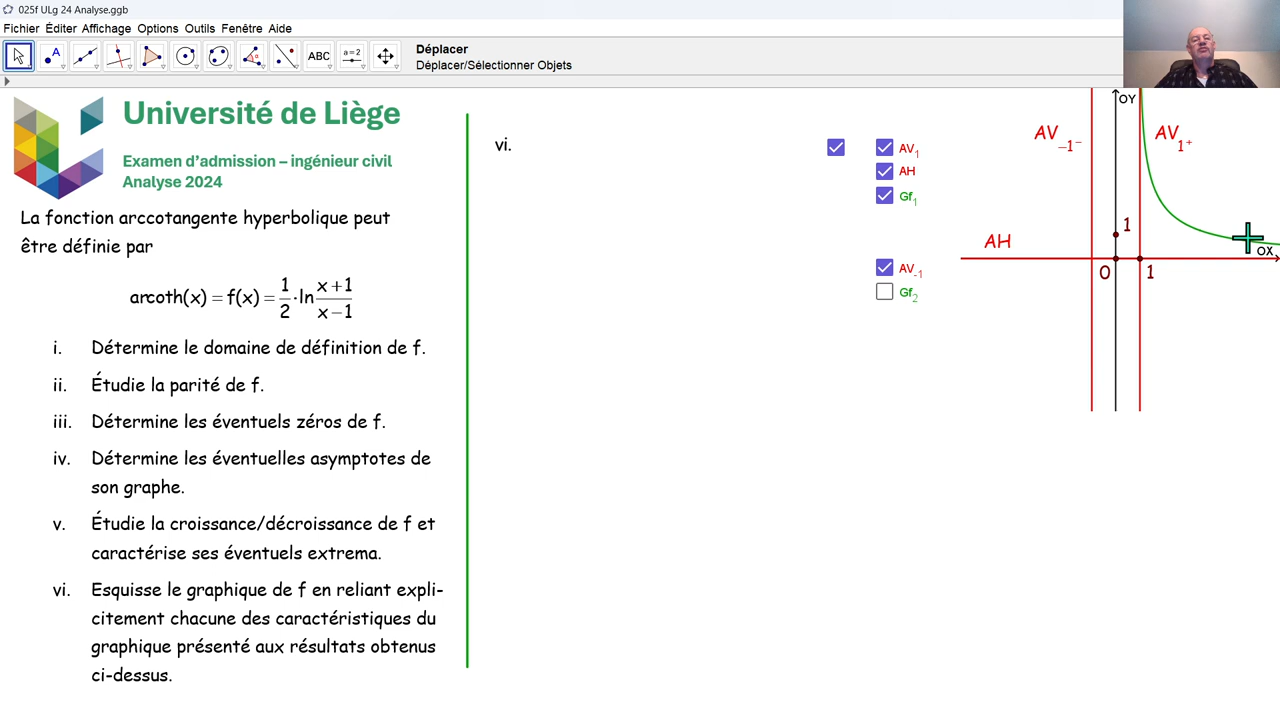 025f ULg 24 Analyse.ggb
Fichier Éditer Affichage Options Outils Fenêtre Aide
A
ABC
a=2
Déplacer
Déplacer/Sélectionner Objets
Université de Liège
Examen d'admission – ingénieur civil
Analyse 2024
La fonction arccotangente hyperbolique peut
être définie par
arcoth(x) = f(x) = 1/2 · ln (x+1)/(x−1)
i. Détermine le domaine de définition de f.
ii. Étudie la parité de f.
iii. Détermine les éventuels zéros de f.
iv. Détermine les éventuelles asymptotes de
son graphe.
v. Étudie la croissance/décroissance de f et
caractérise ses éventuels extrema.
vi. Esquisse le graphique de f en reliant expli-
citement chacune des caractéristiques du
graphique présenté aux résultats obtenus
ci-dessus.
vi.
AV₁
AH
Gf₁
AV₋₁
Gf₂
OY
AV₋₁⁻
AV₁⁺
1
AH
OX
0
1